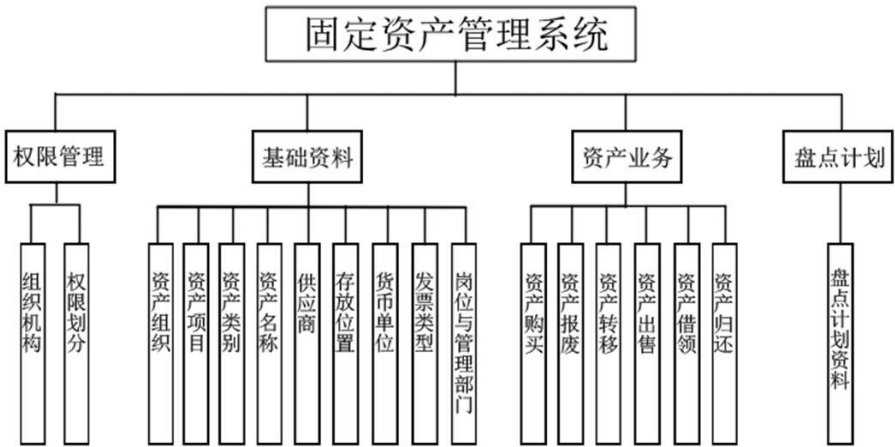 固定资产管理系统
权限管理
基础资料
资产业务
盘点计划
组织机构
权限划分
资产组织
资产项目
资产类别
资产名称
供应商
存放位置
货币单位
发票类型
岗位与管理部门
资产购买
资产报废
资产转移
资产出售
资产借领
资产归还
盘点计划资料